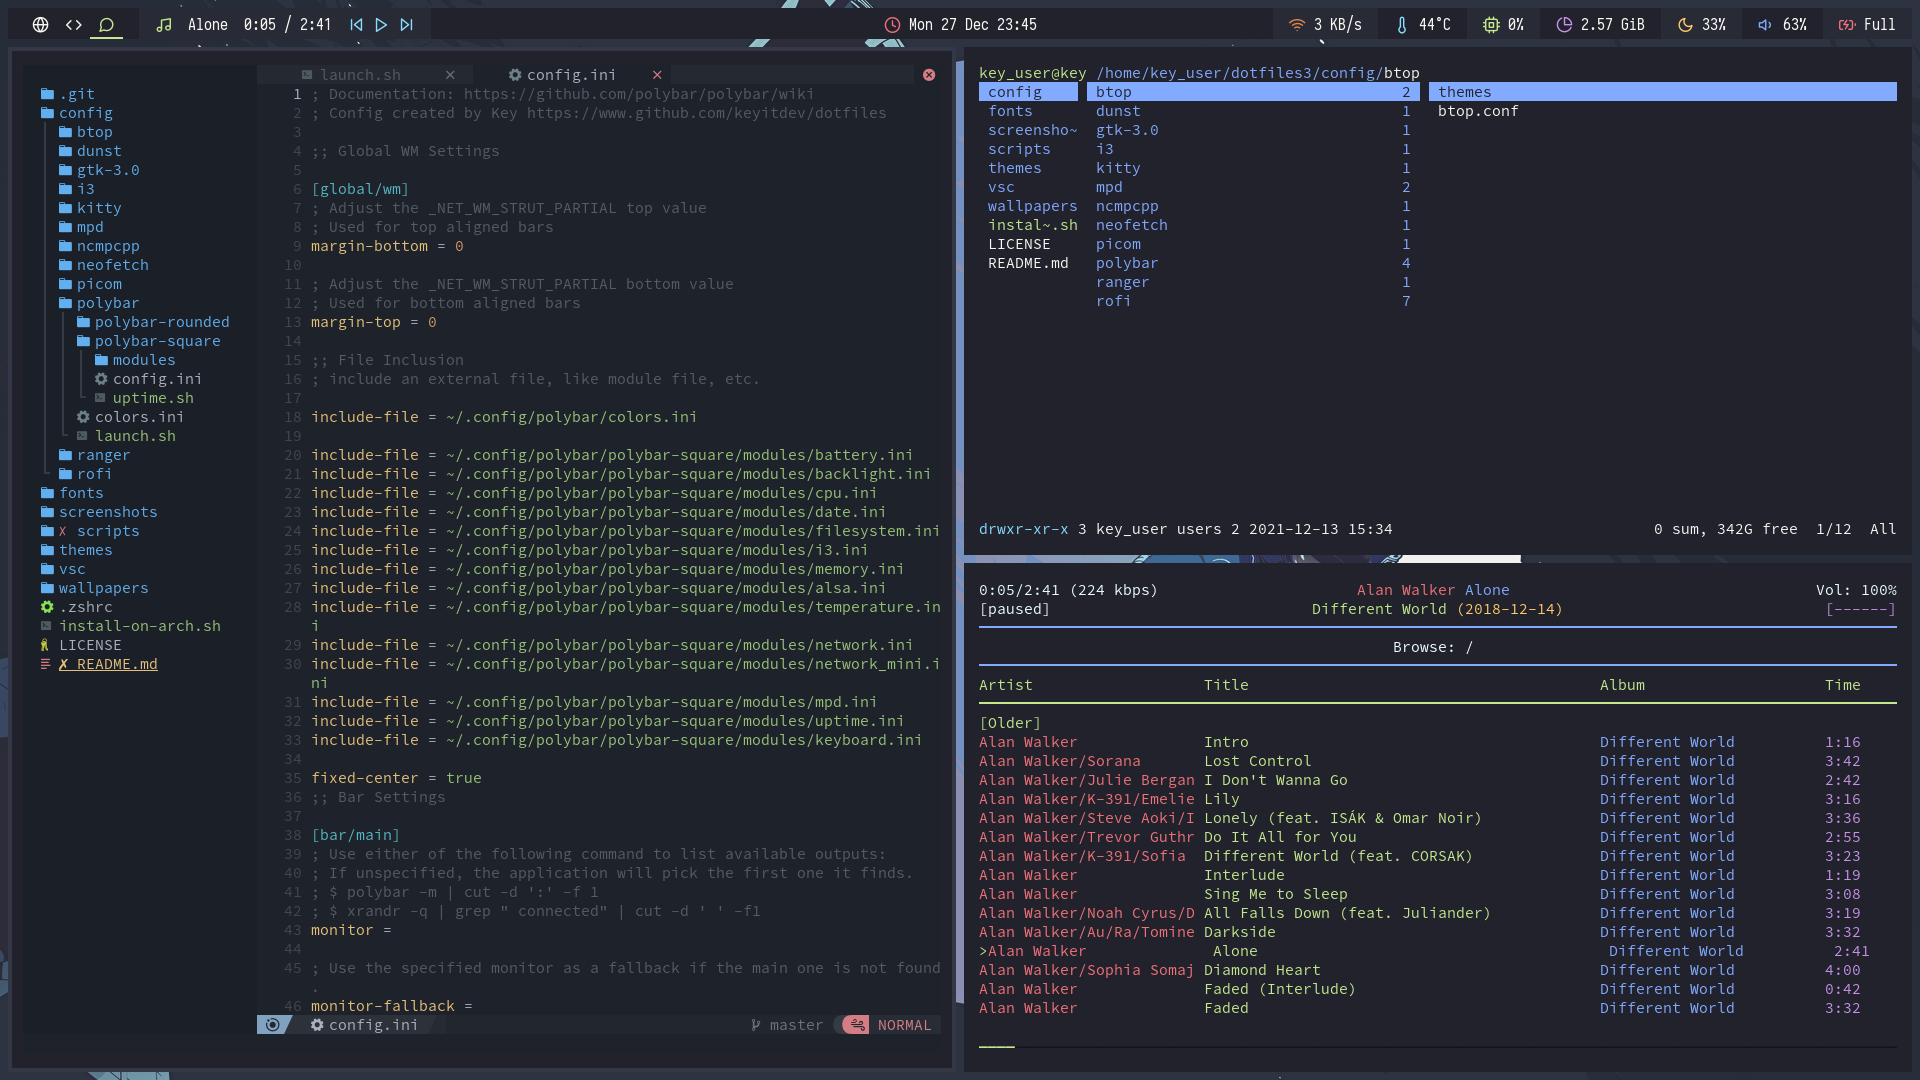 Alone 0:05 / 2:41
Mon 27 Dec 23:45
3 KB/s 44°C 0% 2.57 GiB 33% 63% Full
.git
config
btop
dunst
gtk-3.0
i3
kitty
mpd
ncmpcpp
neofetch
picom
polybar
polybar-rounded
polybar-square
modules
config.ini
uptime.sh
colors.ini
launch.sh
ranger
rofi
fonts
screenshots
✗ scripts
themes
vsc
wallpapers
.zshrc
install-on-arch.sh
LICENSE
✗ README.md
launch.sh × config.ini ×
1 ; Documentation: https://github.com/polybar/polybar/wiki
2 ; Config created by Key https://www.github.com/keyitdev/dotfiles
3
4 ;; Global WM Settings
5
6 [global/wm]
7 ; Adjust the _NET_WM_STRUT_PARTIAL top value
8 ; Used for top aligned bars
9 margin-bottom = 0
10
11 ; Adjust the _NET_WM_STRUT_PARTIAL bottom value
12 ; Used for bottom aligned bars
13 margin-top = 0
14
15 ;; File Inclusion
16 ; include an external file, like module file, etc.
17
18 include-file = ~/.config/polybar/colors.ini
19
20 include-file = ~/.config/polybar/polybar-square/modules/battery.ini
21 include-file = ~/.config/polybar/polybar-square/modules/backlight.ini
22 include-file = ~/.config/polybar/polybar-square/modules/cpu.ini
23 include-file = ~/.config/polybar/polybar-square/modules/date.ini
24 include-file = ~/.config/polybar/polybar-square/modules/filesystem.ini
25 include-file = ~/.config/polybar/polybar-square/modules/i3.ini
26 include-file = ~/.config/polybar/polybar-square/modules/memory.ini
27 include-file = ~/.config/polybar/polybar-square/modules/alsa.ini
28 include-file = ~/.config/polybar/polybar-square/modules/temperature.in
i
29 include-file = ~/.config/polybar/polybar-square/modules/network.ini
30 include-file = ~/.config/polybar/polybar-square/modules/network_mini.i
ni
31 include-file = ~/.config/polybar/polybar-square/modules/mpd.ini
32 include-file = ~/.config/polybar/polybar-square/modules/uptime.ini
33 include-file = ~/.config/polybar/polybar-square/modules/keyboard.ini
34
35 fixed-center = true
36 ;; Bar Settings
37
38 [bar/main]
39 ; Use either of the following command to list available outputs:
40 ; If unspecified, the application will pick the first one it finds.
41 ; $ polybar -m | cut -d ':' -f 1
42 ; $ xrandr -q | grep " connected" | cut -d ' ' -f1
43 monitor =
44
45 ; Use the specified monitor as a fallback if the main one is not found
.
46 monitor-fallback =
config.ini master NORMAL
key_user@key /home/key_user/dotfiles3/config/btop
config btop 2 themes
fonts dunst 1 btop.conf
screensho~ gtk-3.0 1
scripts i3 1
themes kitty 1
vsc mpd 2
wallpapers ncmpcpp 1
instal~.sh neofetch 1
LICENSE picom 1
README.md polybar 4
ranger 1
rofi 7
drwxr-xr-x 3 key_user users 2 2021-12-13 15:34 0 sum, 342G free 1/12 All
0:05/2:41 (224 kbps) Alan Walker Alone Vol: 100%
[paused] Different World (2018-12-14) [------]
Browse: /
Artist Title Album Time
[Older]
Alan Walker Intro Different World 1:16
Alan Walker/Sorana Lost Control Different World 3:42
Alan Walker/Julie Bergan I Don't Wanna Go Different World 2:42
Alan Walker/K-391/Emelie Lily Different World 3:16
Alan Walker/Steve Aoki/I Lonely (feat. ISÁK & Omar Noir) Different World 3:36
Alan Walker/Trevor Guthr Do It All for You Different World 2:55
Alan Walker/K-391/Sofia Different World (feat. CORSAK) Different World 3:23
Alan Walker Interlude Different World 1:19
Alan Walker Sing Me to Sleep Different World 3:08
Alan Walker/Noah Cyrus/D All Falls Down (feat. Juliander) Different World 3:19
Alan Walker/Au/Ra/Tomine Darkside Different World 3:32
>Alan Walker Alone Different World 2:41
Alan Walker/Sophia Somaj Diamond Heart Different World 4:00
Alan Walker Faded (Interlude) Different World 0:42
Alan Walker Faded Different World 3:32